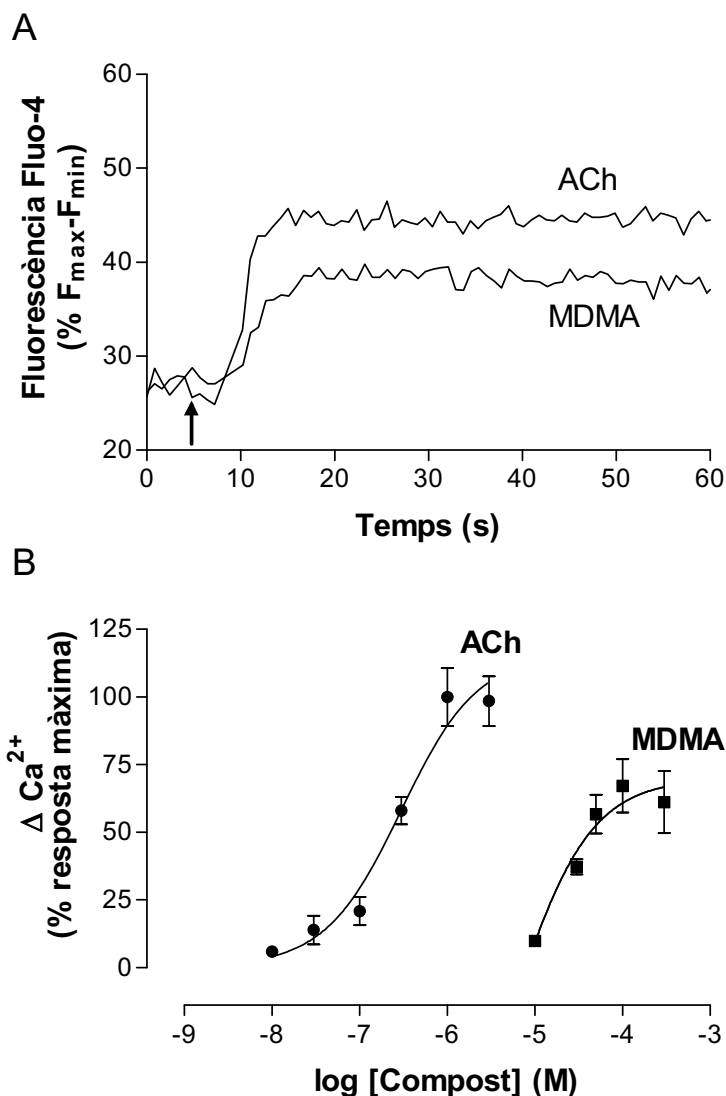 A
Fluorescència Fluo-4
(% Fmax-Fmin)
60
50
40
30
20
ACh
MDMA
0 10 20 30 40 50 60
Temps (s)
B
Δ Ca²⁺
(% resposta màxima)
125
100
75
50
25
0
ACh
MDMA
-9 -8 -7 -6 -5 -4 -3
log [Compost] (M)